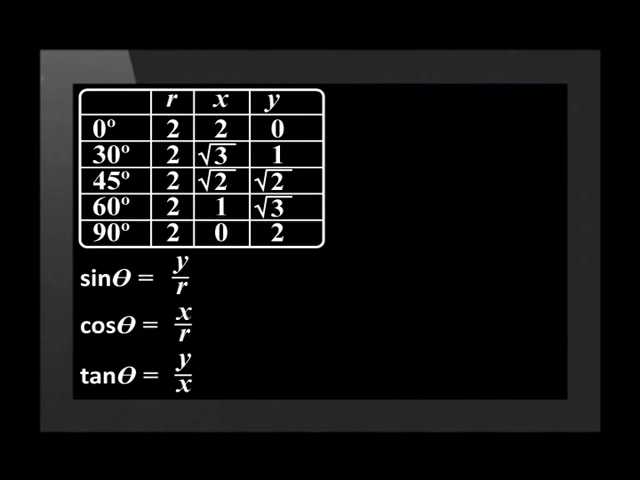 r x y
0º 2 2 0
30º 2 √3 1
45º 2 √2 √2
60º 2 1 √3
90º 2 0 2
sinθ = y/r
cosθ = x/r
tanθ = y/x